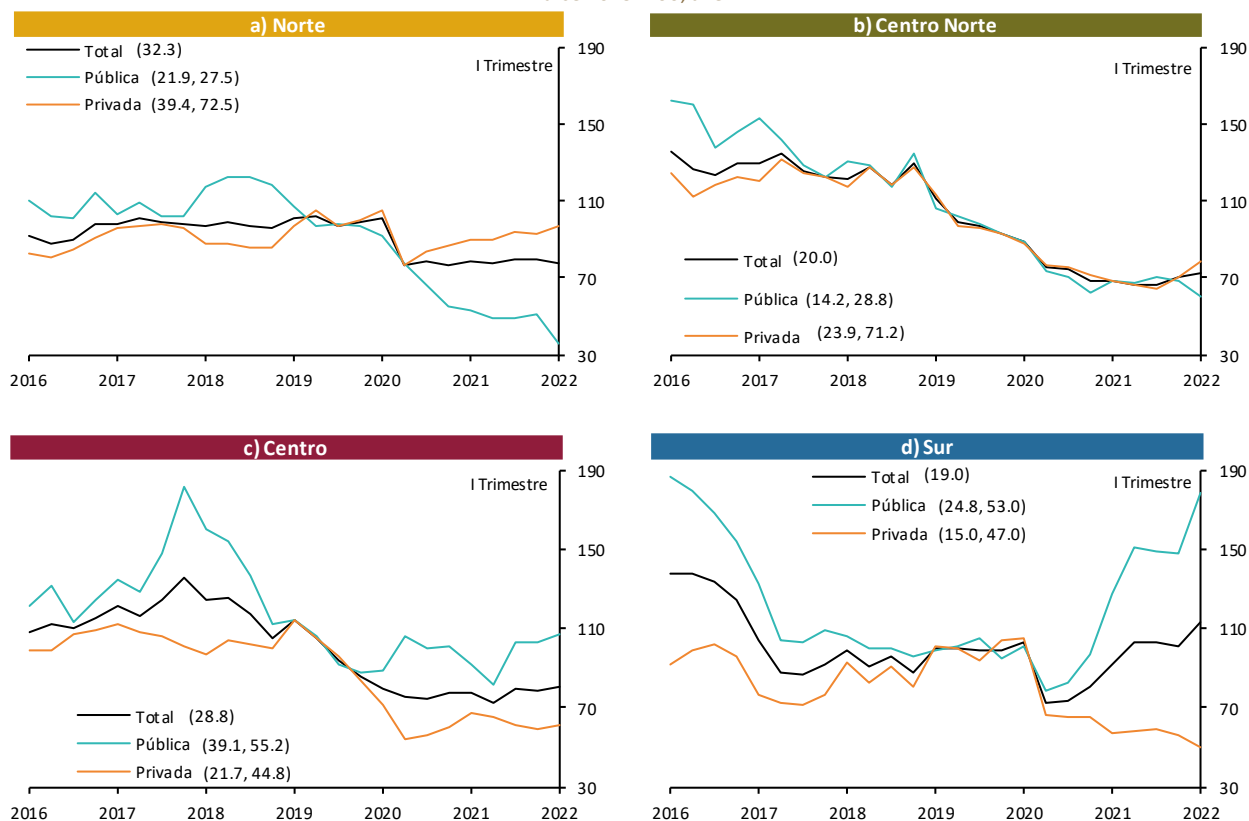 a) Norte
Total (32.3)
Pública (21.9, 27.5)
Privada (39.4, 72.5)
I Trimestre
190
150
110
70
30
2016 2017 2018 2019 2020 2021 2022
b) Centro Norte
I Trimestre
Total (20.0)
Pública (14.2, 28.8)
Privada (23.9, 71.2)
190
150
110
70
30
2016 2017 2018 2019 2020 2021 2022
c) Centro
I Trimestre
Total (28.8)
Pública (39.1, 55.2)
Privada (21.7, 44.8)
190
150
110
70
30
2016 2017 2018 2019 2020 2021 2022
d) Sur
Total (19.0)
Pública (24.8, 53.0)
Privada (15.0, 47.0)
I Trimestre
190
150
110
70
30
2016 2017 2018 2019 2020 2021 2022